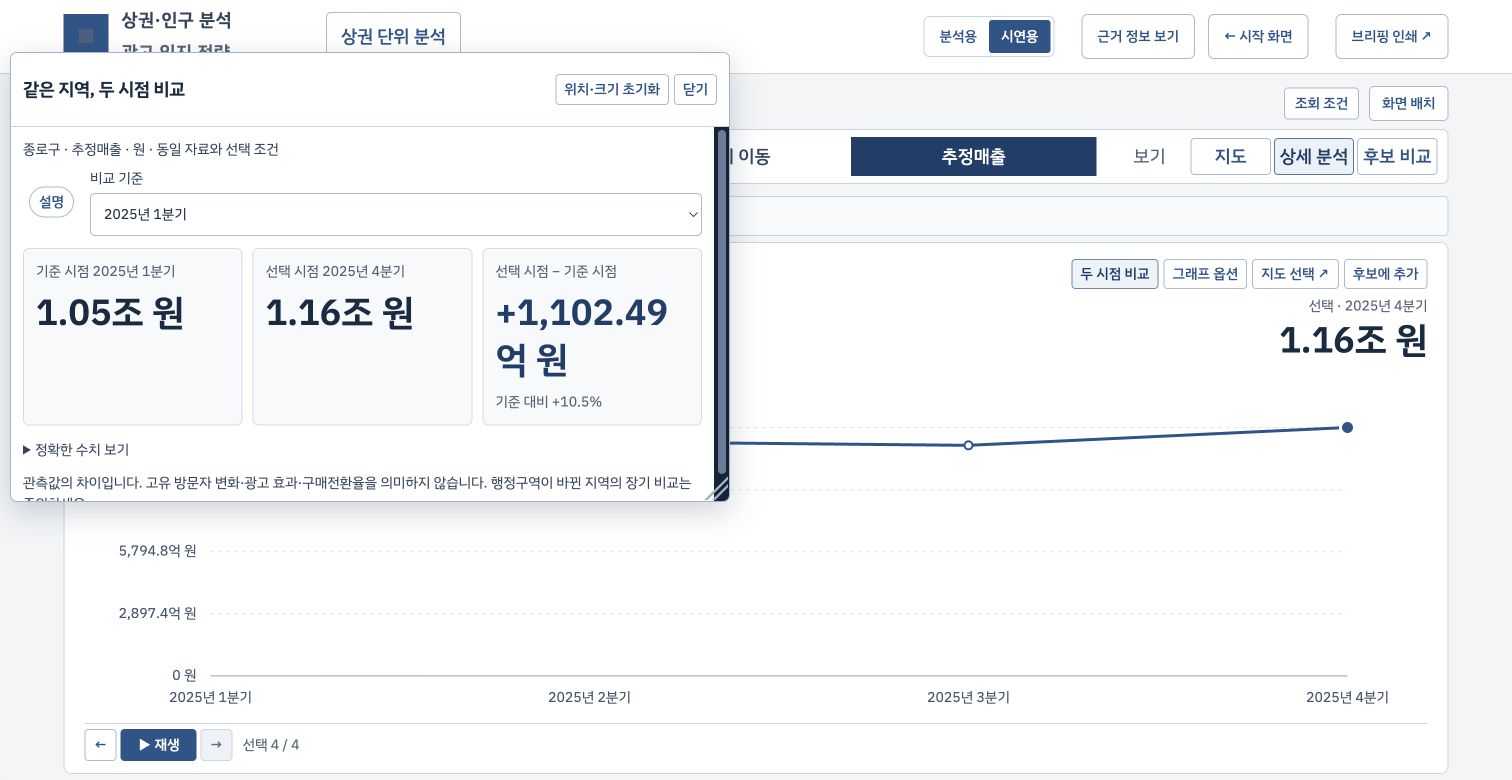 상권·인구 분석
상권 단위 분석
분석용
시연용
근거 정보 보기
← 시작 화면
브리핑 인쇄 ↗
같은 지역, 두 시점 비교
위치·크기 초기화
닫기
조회 조건
화면 배치
종로구 · 추정매출 · 원 · 동일 자료와 선택 조건
이동
추정매출
보기
지도
상세 분석
후보 비교
비교 기준
설명
2025년 1분기
기준 시점 2025년 1분기
1.05조 원
선택 시점 2025년 4분기
1.16조 원
선택 시점 – 기준 시점
+1,102.49
억 원
기준 대비 +10.5%
두 시점 비교
그래프 옵션
지도 선택 ↗
후보에 추가
선택 · 2025년 4분기
1.16조 원
▶ 정확한 수치 보기
관측값의 차이입니다. 고유 방문자 변화·광고 효과·구매전환율을 의미하지 않습니다. 행정구역이 바뀐 지역의 장기 비교는
5,794.8억 원
2,897.4억 원
0 원
2025년 1분기
2025년 2분기
2025년 3분기
2025년 4분기
←
▶ 재생
→
선택 4 / 4